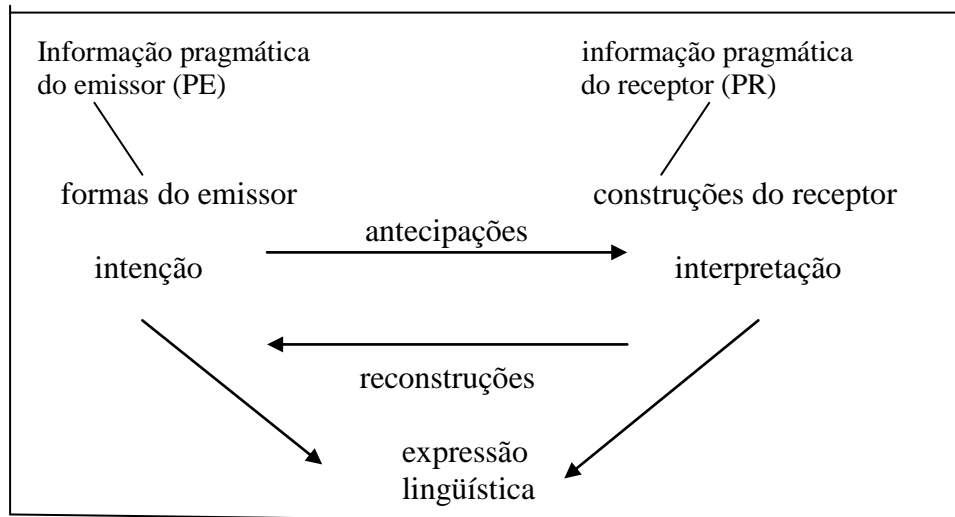 Informação pragmática
do emissor (PE)
informação pragmática
do receptor (PR)
formas do emissor
construções do receptor
antecipações
intenção
interpretação
reconstruções
expressão
lingüística